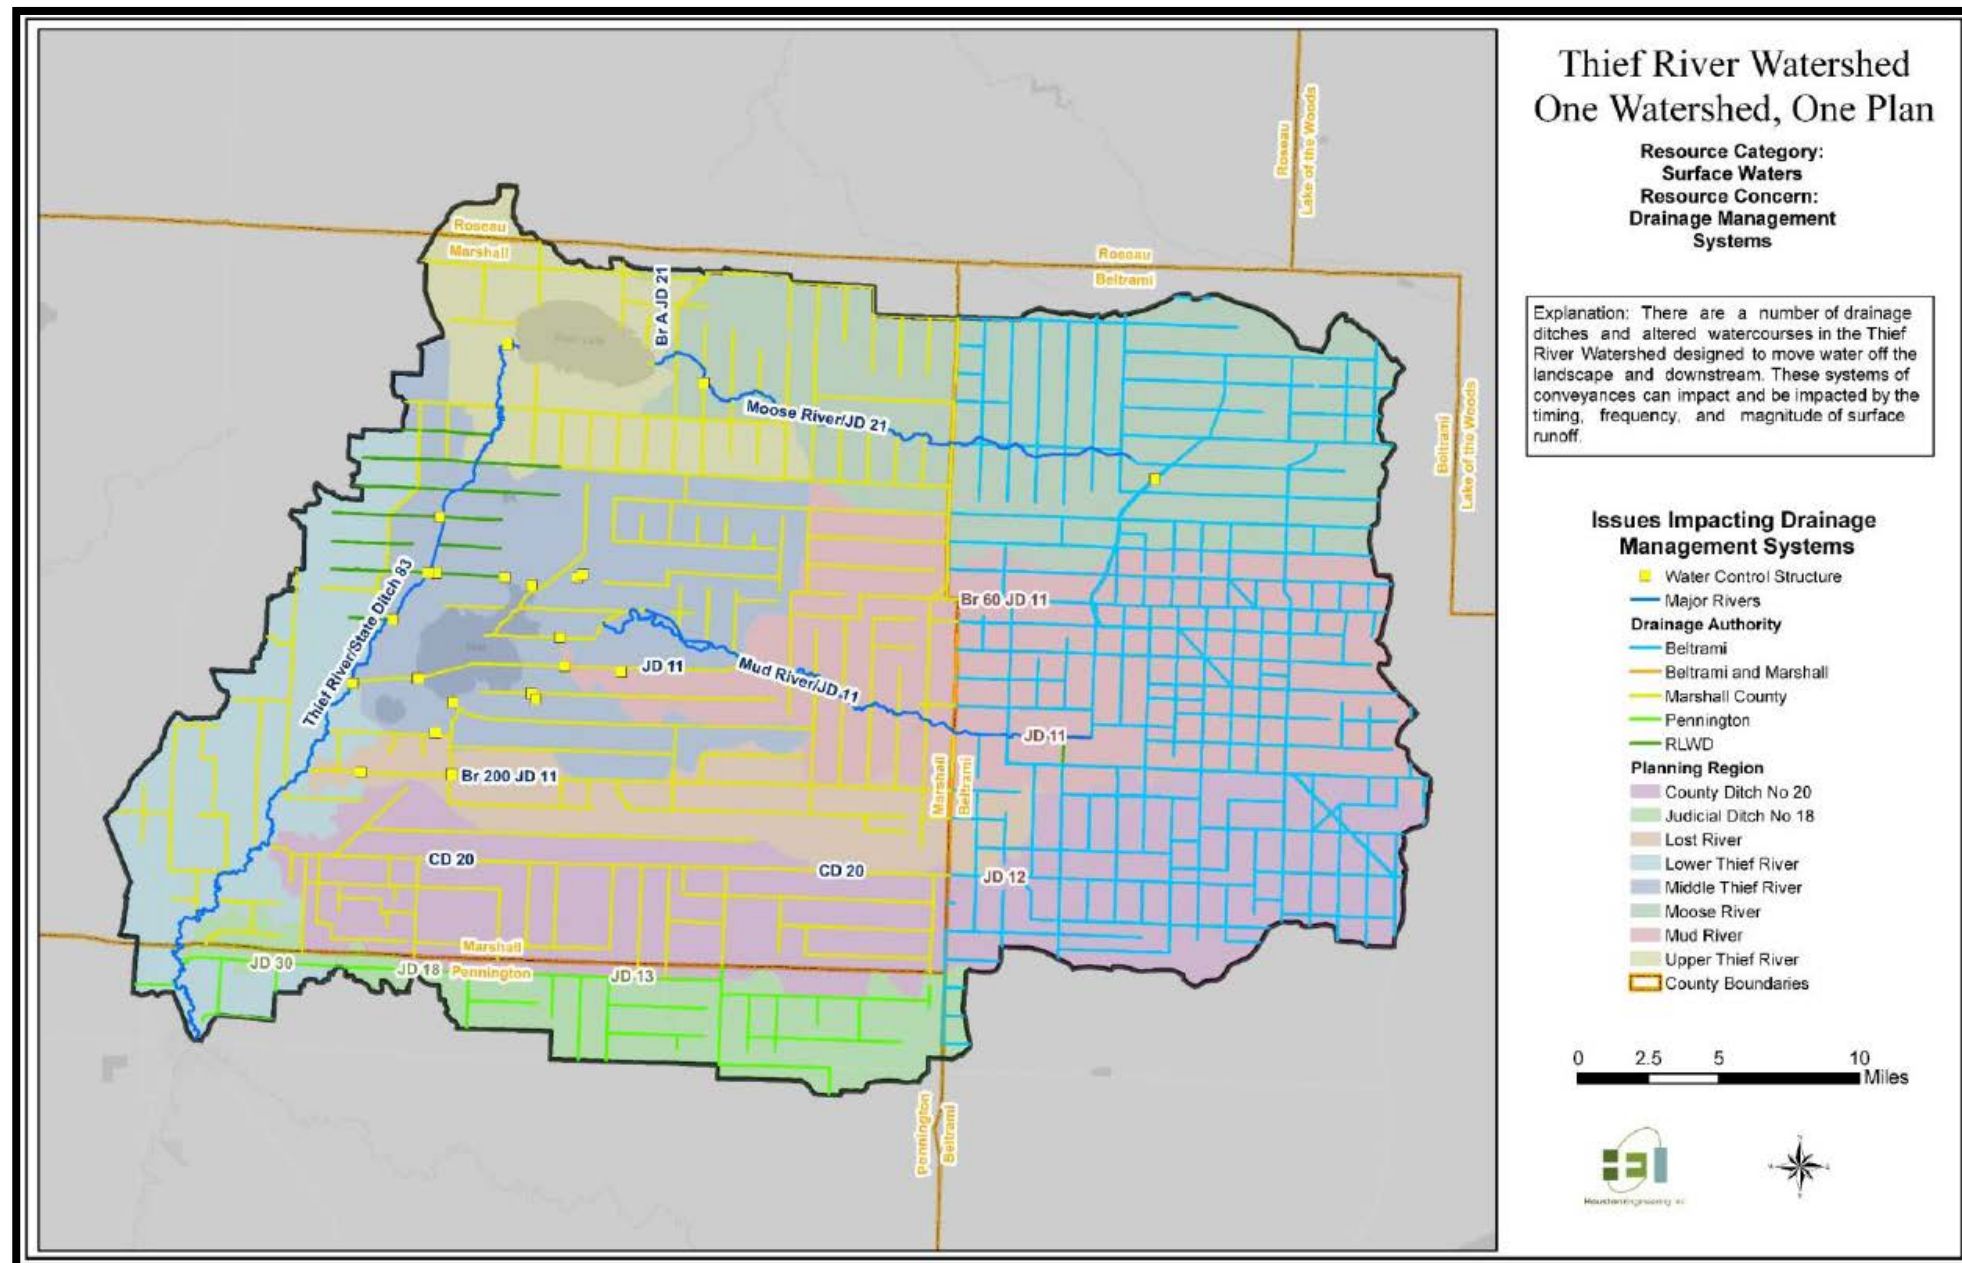 Thief River Watershed
One Watershed, One Plan
Resource Category:
Surface Waters
Resource Concern:
Drainage Management
Systems
Explanation: There are a number of drainage
ditches and altered watercourses in the Thief
River Watershed designed to move water off the
landscape and downstream. These systems of
conveyances can impact and be impacted by the
timing, frequency, and magnitude of surface
runoff.
Issues Impacting Drainage
Management Systems
Water Control Structure
Major Rivers
Drainage Authority
Beltrami
Beltrami and Marshall
Marshall County
Pennington
RLWD
Planning Region
County Ditch No 20
Judicial Ditch No 18
Lost River
Lower Thief River
Middle Thief River
Moose River
Mud River
Upper Thief River
County Boundaries
0 2.5 5 10
Miles
HoustonEngineering Inc
Roseau
Lake of the Woods
Roseau
Marshall
Roseau
Beltrami
Br A JD 21
Moose River/JD 21
Beltrami
Lake of the Woods
Thief River/State Ditch 83
Br 60 JD 11
JD 11
Mud River/JD 11
JD 11
Marshall
Beltrami
Br 200 JD 11
CD 20
CD 20
JD 12
Marshall
Pennington
JD 30
JD 18
JD 13
Pennington
Beltrami